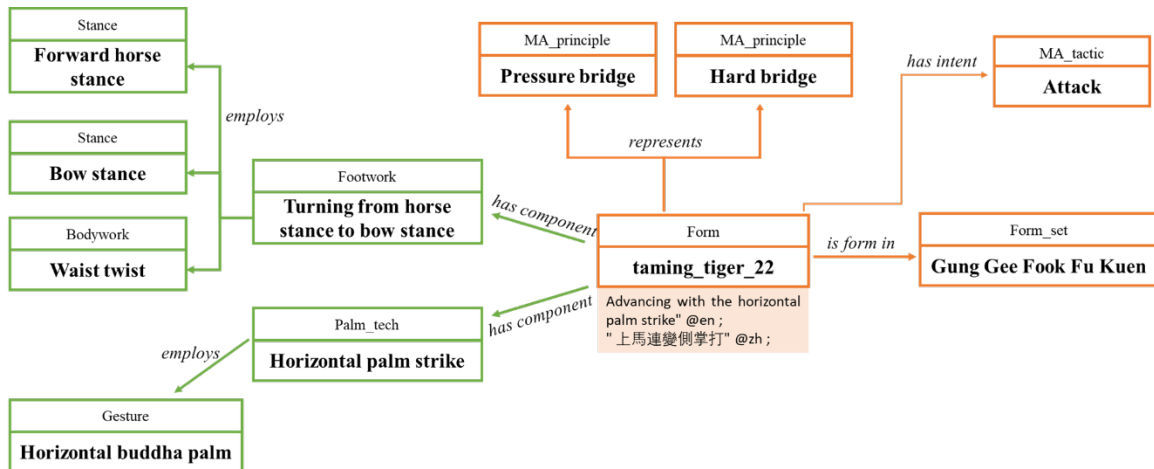 Stance
Forward horse
stance
employs
Stance
Bow stance
Bodywork
Waist twist
Footwork
Turning from horse
stance to bow stance
Palm_tech
Horizontal palm strike
employs
Gesture
Horizontal buddha palm
has component
has component
MA_principle
Pressure bridge
MA_principle
Hard bridge
represents
Form
taming_tiger_22
Advancing with the horizontal
palm strike" @en ;
" 上馬連變側掌打" @zh ;
has intent
MA_tactic
Attack
is form in
Form_set
Gung Gee Fook Fu Kuen